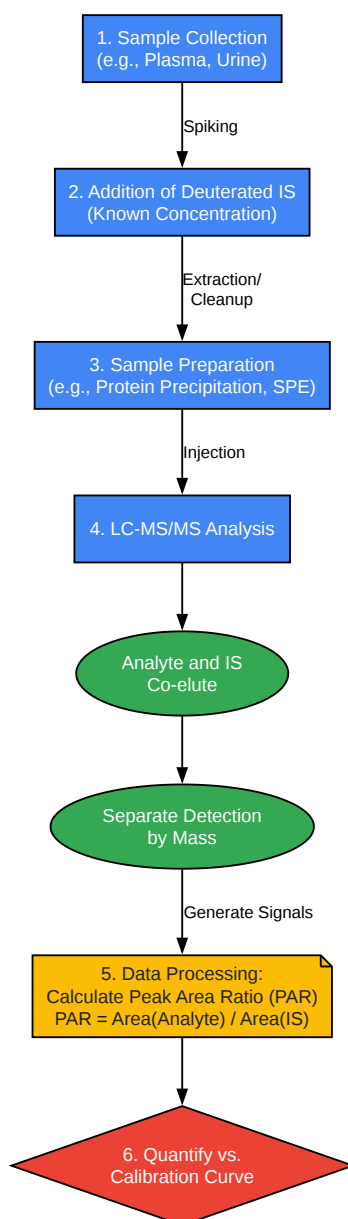 1. Sample Collection
(e.g., Plasma, Urine)
Spiking
2. Addition of Deuterated IS
(Known Concentration)
Extraction/
Cleanup
3. Sample Preparation
(e.g., Protein Precipitation, SPE)
Injection
4. LC-MS/MS Analysis
Analyte and IS
Co-elute
Separate Detection
by Mass
Generate Signals
5. Data Processing:
Calculate Peak Area Ratio (PAR)
PAR = Area(Analyte) / Area(IS)
6. Quantify vs.
Calibration Curve